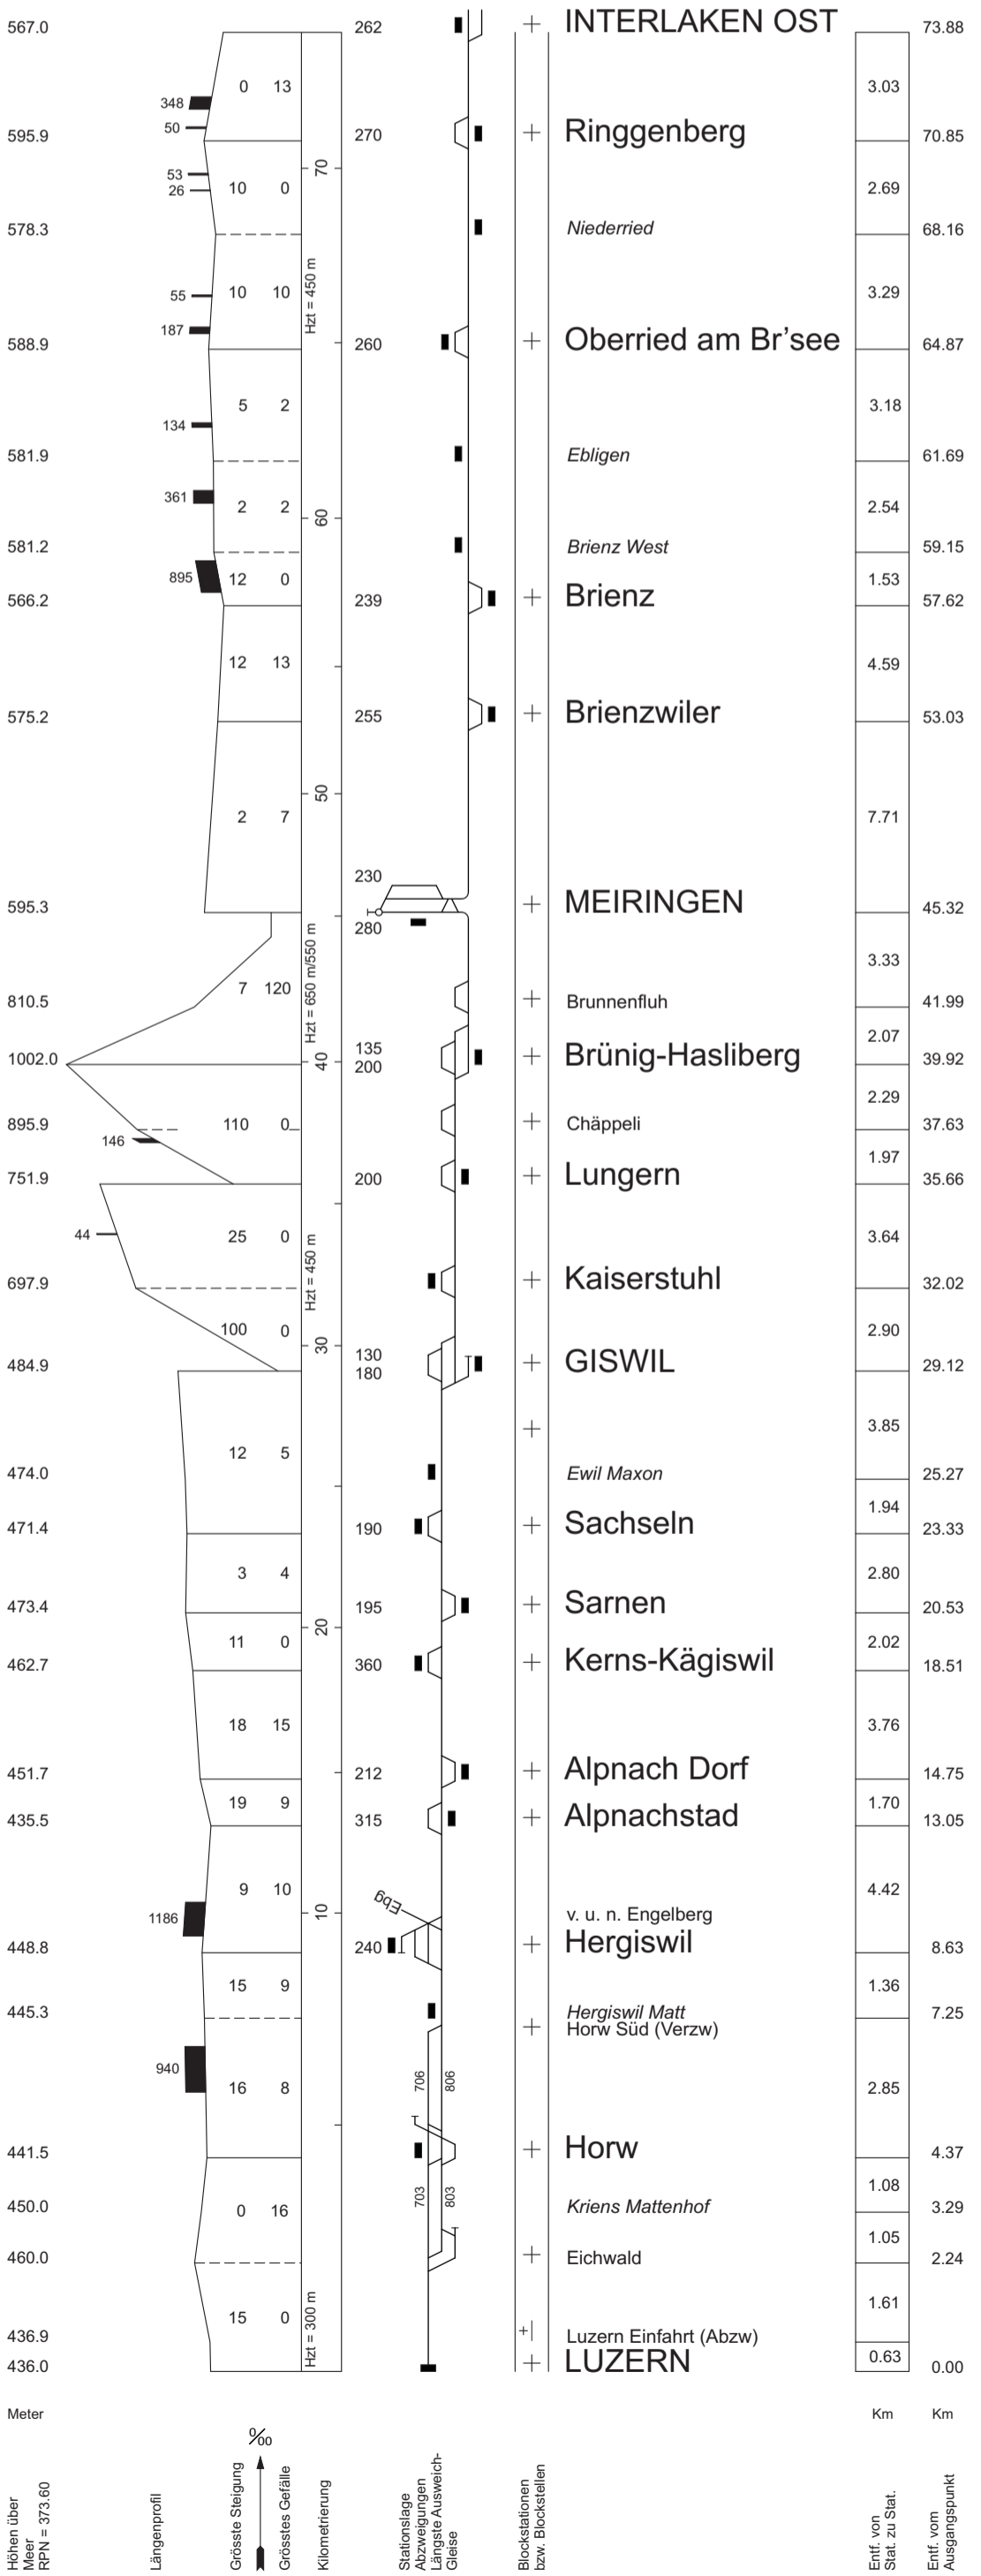 567.0 262 INTERLAKEN OST 73.88
0 13 3.03
348
50
595.9 270 Ringgenberg 70.85
70
53
26
10 0 2.69
578.3 Niederried 68.16
Hzt = 450 m
55
10 10 3.29
187
588.9 260 Oberried am Br'see 64.87
5 2 3.18
134
581.9 Ebligen 61.69
361
2 2 60 2.54
581.2 Brienz West 59.15
895 12 0 1.53
566.2 239 Brienz 57.62
12 13 4.59
575.2 255 Brienzwiler 53.03
50
2 7 7.71
230
595.3 MEIRINGEN 45.32
280
Hzt = 650 m/550 m
3.33
7 120
810.5 Brunnenfluh 41.99
2.07
135
1002.0 40 Brünig-Hasliberg 39.92
200
2.29
895.9 110 0 Chäppeli 37.63
146
1.97
751.9 200 Lungern 35.66
44 25 0 3.64
Hzt = 450 m
697.9 Kaiserstuhl 32.02
100 0 30 2.90
130
484.9 GISWIL 29.12
180
12 5 3.85
474.0 Ewil Maxon 25.27
1.94
471.4 190 Sachseln 23.33
3 4 2.80
473.4 195 Sarnen 20.53
20
11 0 2.02
462.7 360 Kerns-Kägiswil 18.51
18 15 3.76
451.7 212 Alpnach Dorf 14.75
19 9 1.70
435.5 315 Alpnachstad 13.05
9 10 4.42
Ebg
1186 10 v. u. n. Engelberg
448.8 240 Hergiswil 8.63
15 9 1.36
445.3 Hergiswil Matt 7.25
Horw Süd (Verzw)
940
706 806
16 8 2.85
441.5 Horw 4.37
703 803
0 16 1.08
450.0 Kriens Mattenhof 3.29
1.05
460.0 Eichwald 2.24
15 0 1.61
Hzt = 300 m
436.9 Luzern Einfahrt (Abzw)
0.63
436.0 LUZERN 0.00
Meter Km Km
‰
Höhen über
Meer
RPN = 373.60
Längenprofil
Grösste Steigung
Grösstes Gefälle
Kilometrierung
Stationslage
Abzweigungen
Längste Ausweich-
Gleise
Blockstationen
bzw. Blockstellen
Entf. von
Stat. zu Stat.
Entf. vom
Ausgangspunkt